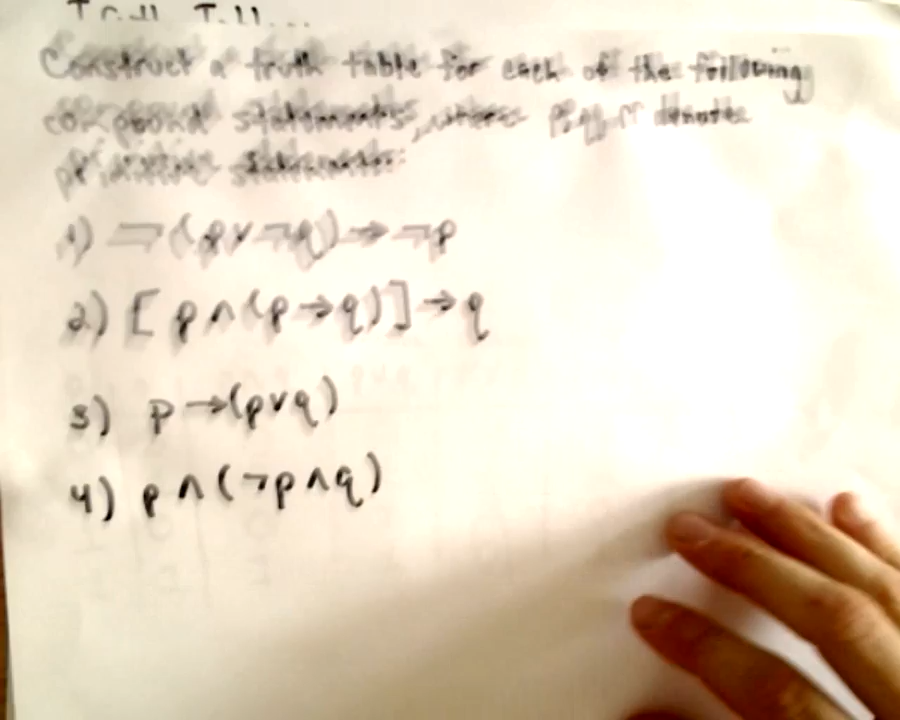 Construct a truth table for each of the following
compound statements, where p, q, r denote
primitive statements:
1) ¬(p∨¬q)→¬p
2) [p∧(p→q)]→q
3) p→(p∨q)
4) p∧(¬p∧q)